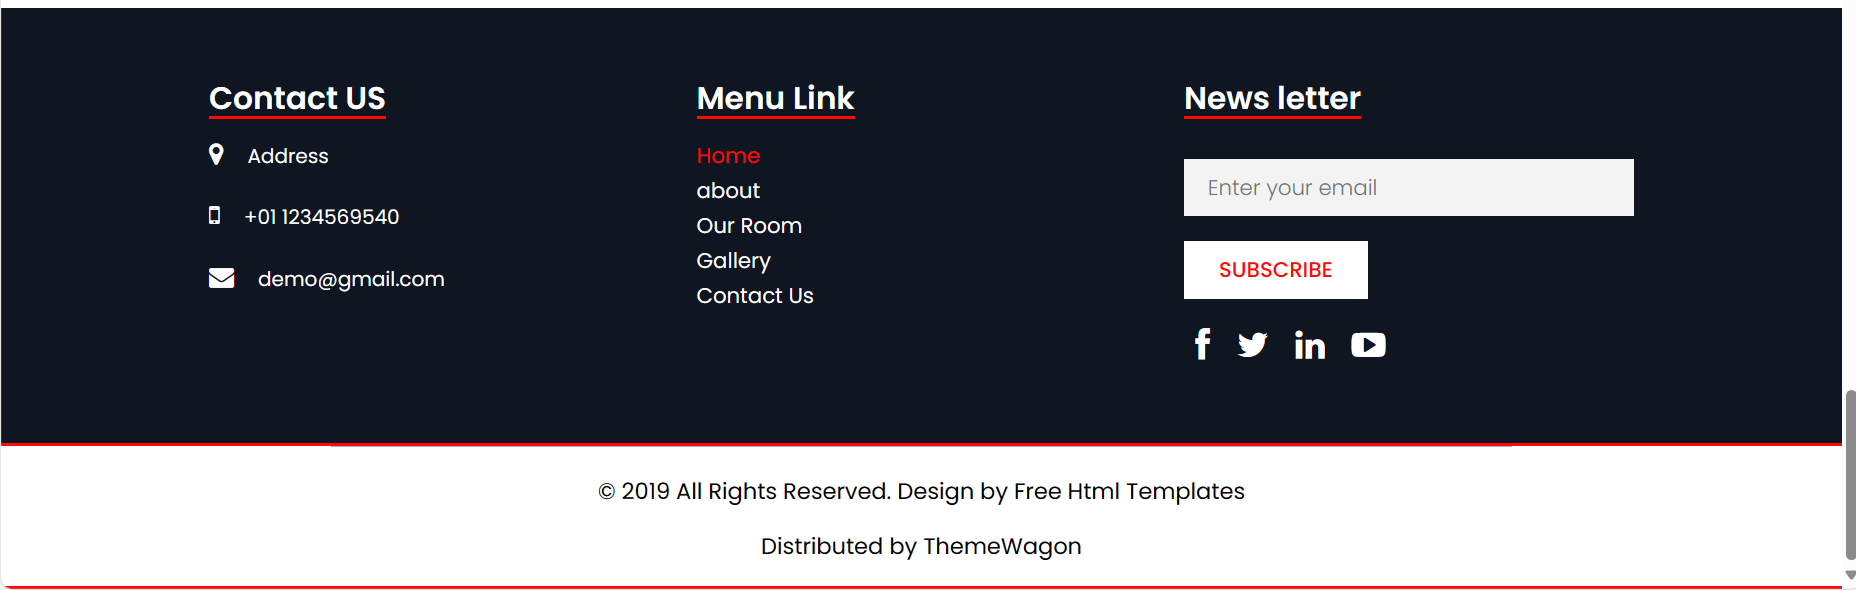 Contact US
Address
+01 1234569540
demo@gmail.com
Menu Link
Home
about
Our Room
Gallery
Contact Us
News letter
Enter your email
SUBSCRIBE
© 2019 All Rights Reserved. Design by Free Html Templates
Distributed by ThemeWagon